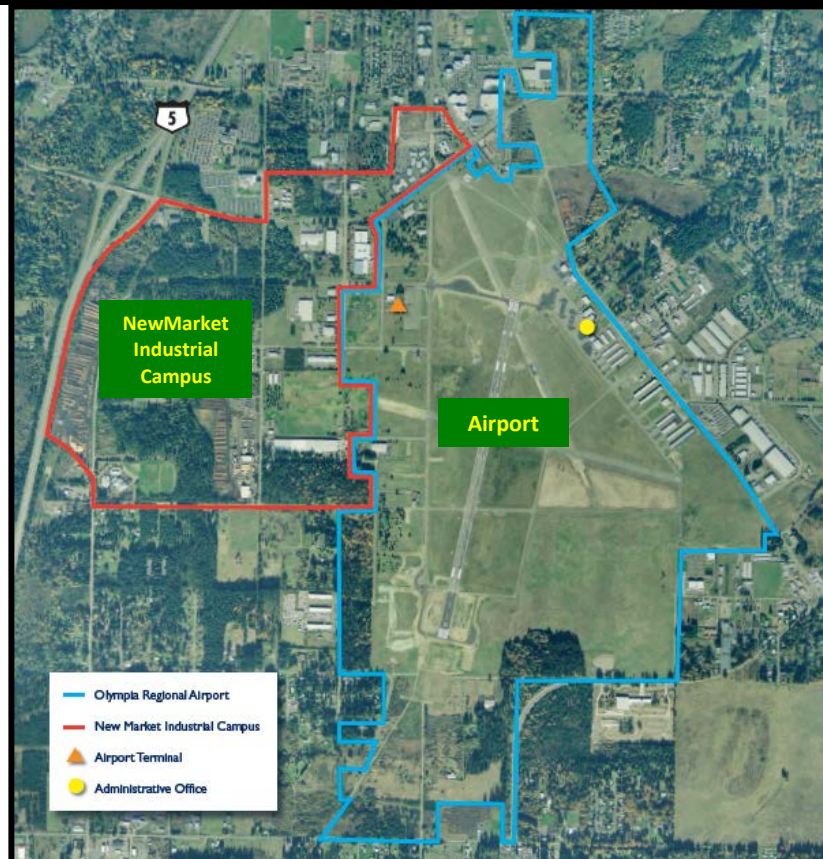 5
NewMarket
Industrial
Campus
Airport
Olympia Regional Airport
New Market Industrial Campus
Airport Terminal
Administrative Office